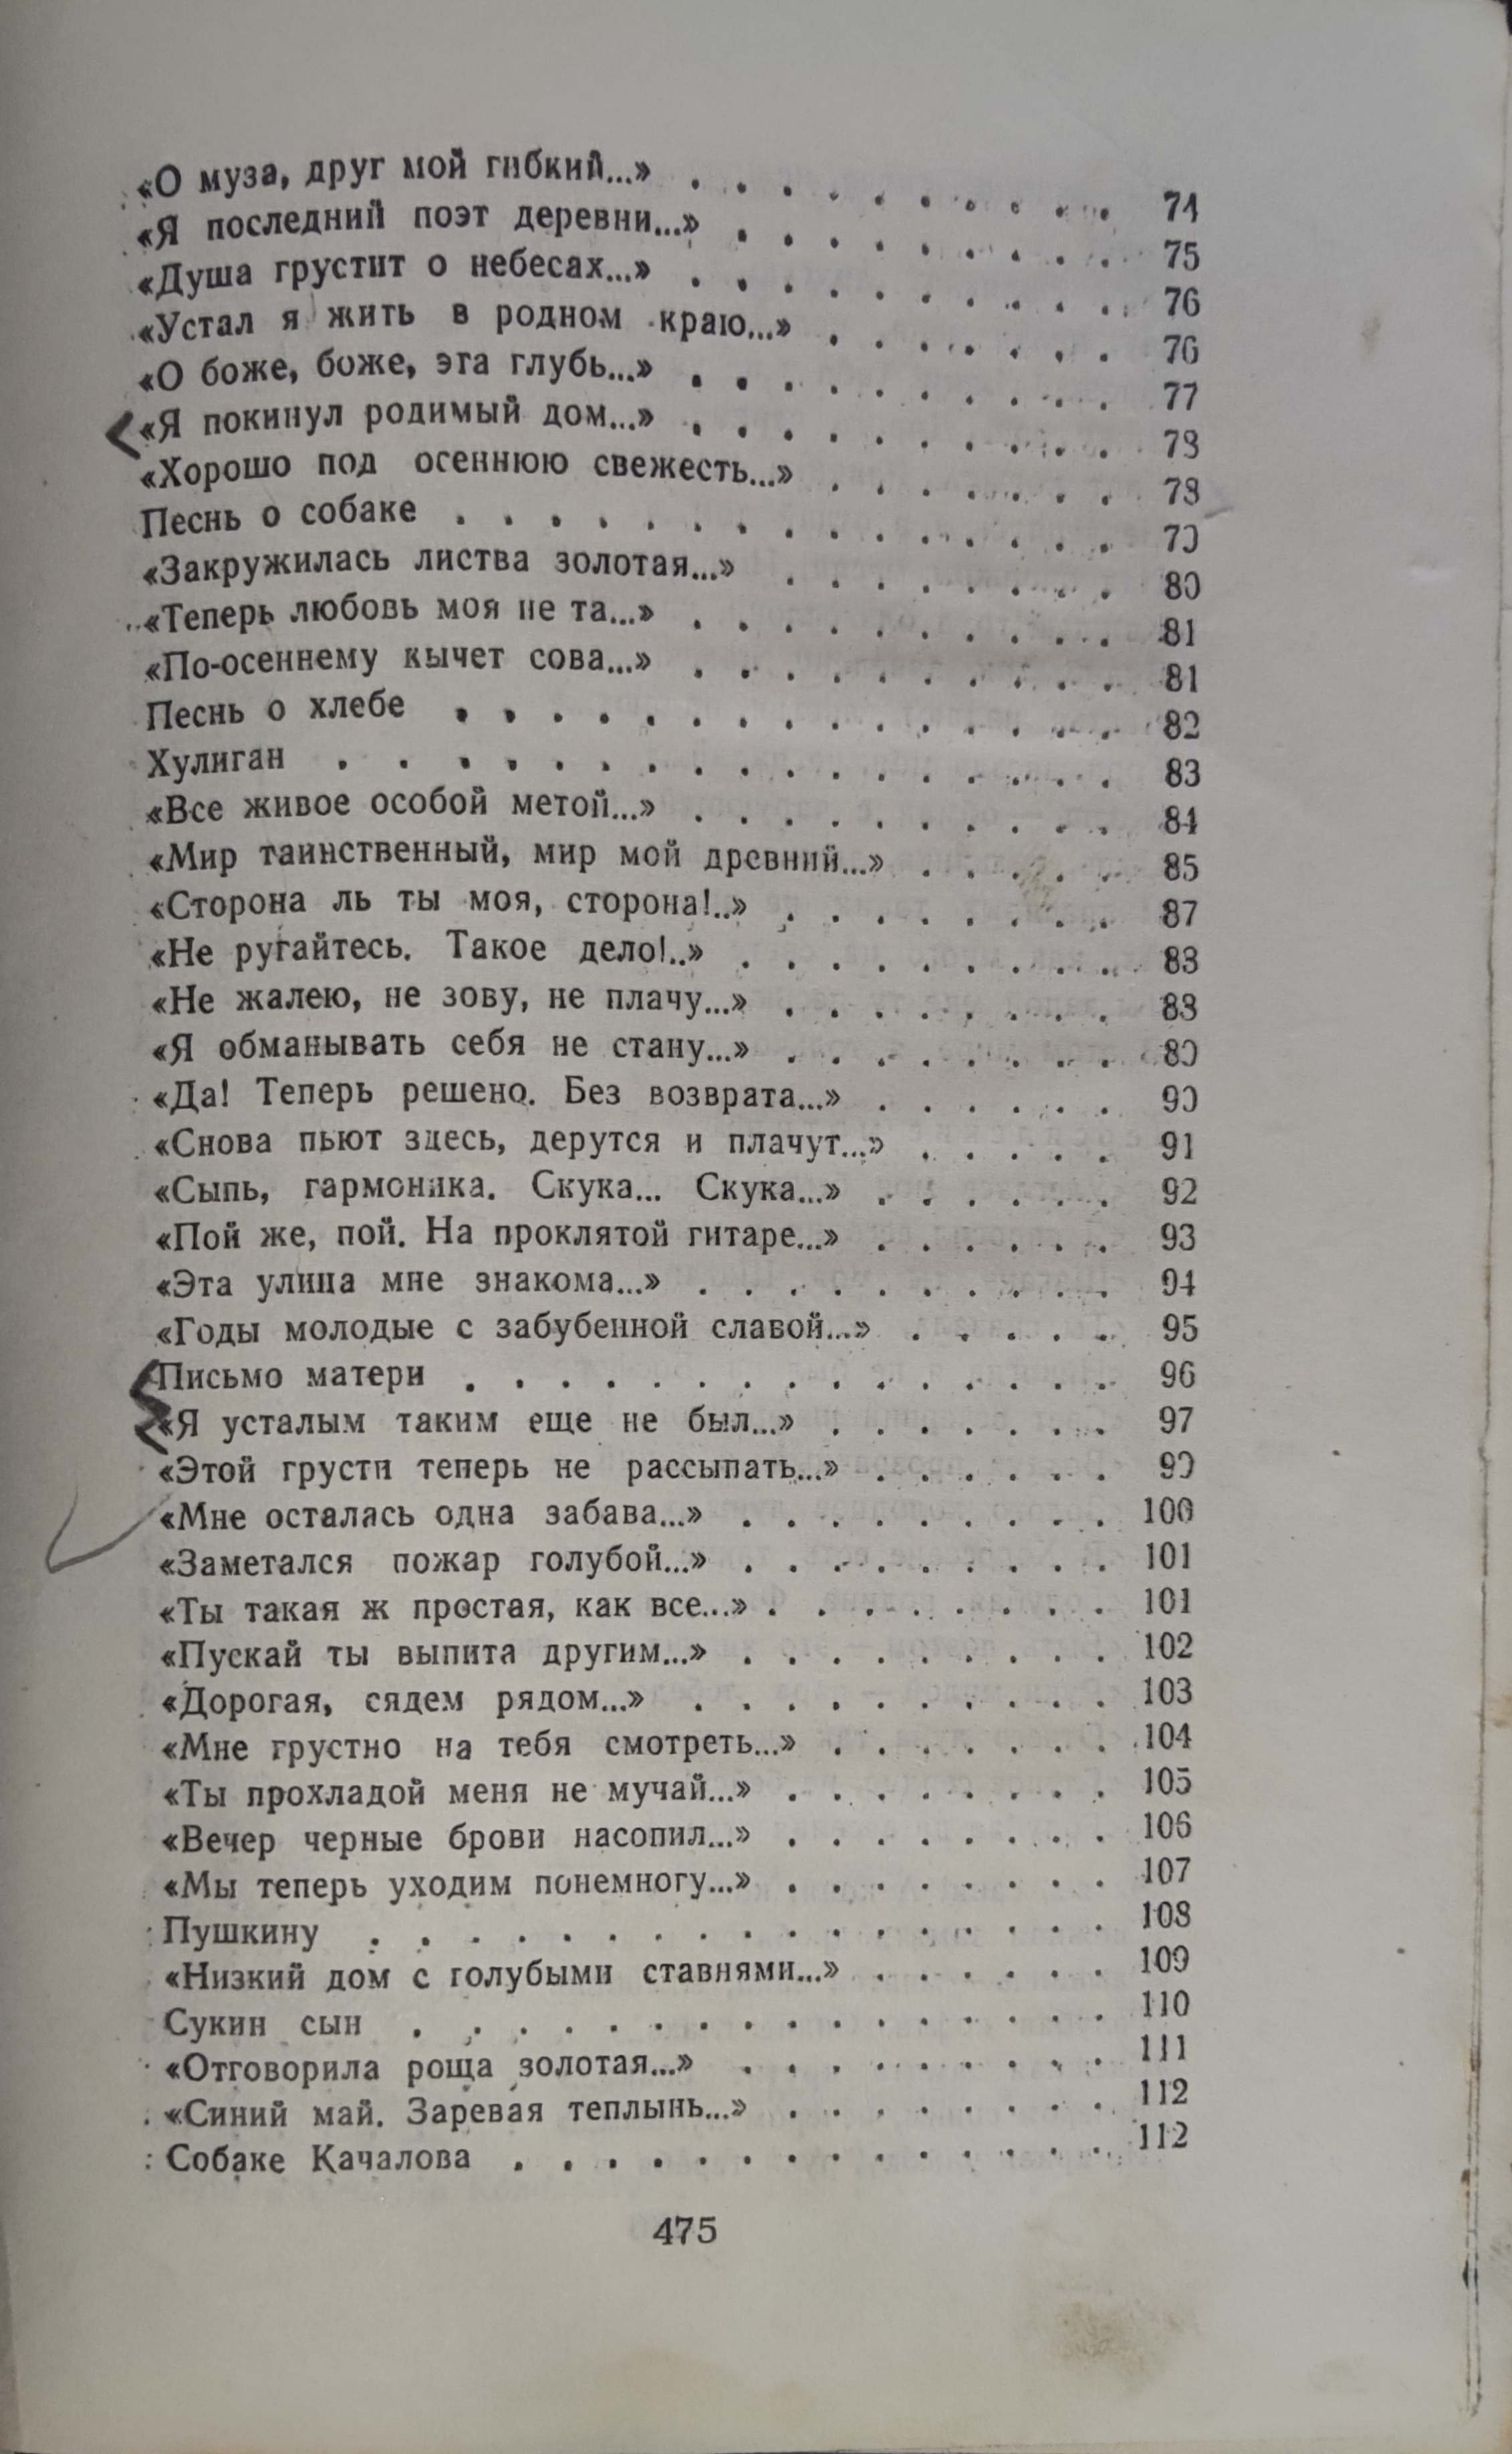 «О муза, друг мой гибкий...» . . . . . . . . . . 74
«Я последний поэт деревни...» . . . . . . . . . 75
«Душа грустит о небесах...» . . . . . . . . . . 76
«Устал я жить в родном краю...» . . . . . . . 76
«О боже, боже, эта глубь...» . . . . . . . . . . 77
«Я покинул родимый дом...» . . . . . . . . . . 78
«Хорошо под осеннюю свежесть...» . . . . . . . 78
Песнь о собаке . . . . . . . . . . . . . . . 79
«Закружилась листва золотая...» . . . . . . . . 80
«Теперь любовь моя не та...» . . . . . . . . . . 81
«По-осеннему кычет сова...» . . . . . . . . . . 81
Песнь о хлебе . . . . . . . . . . . . . . . 82
Хулиган . . . . . . . . . . . . . . . . . 83
«Все живое особой метой...» . . . . . . . . . . 84
«Мир таинственный, мир мой древний...» . . . . . 85
«Сторона ль ты моя, сторона!..» . . . . . . . . 87
«Не ругайтесь. Такое дело!..» . . . . . . . . . 88
«Не жалею, не зову, не плачу...» . . . . . . . . 88
«Я обманывать себя не стану...» . . . . . . . . 89
«Да! Теперь решено. Без возврата...» . . . . . . 90
«Снова пьют здесь, дерутся и плачут...» . . . . . 91
«Сыпь, гармоника. Скука... Скука...» . . . . . . 92
«Пой же, пой. На проклятой гитаре...» . . . . . . 93
«Эта улица мне знакома...» . . . . . . . . . . 94
«Годы молодые с забубенной славой...» . . . . . 95
Письмо матери . . . . . . . . . . . . . . . 96
«Я усталым таким еще не был...» . . . . . . . 97
«Этой грусти теперь не рассыпать...» . . . . . . 99
«Мне осталась одна забава...» . . . . . . . . . 100
«Заметался пожар голубой...» . . . . . . . . . 101
«Ты такая ж простая, как все...» . . . . . . . . 101
«Пускай ты выпита другим...» . . . . . . . . . 102
«Дорогая, сядем рядом...» . . . . . . . . . . 103
«Мне грустно на тебя смотреть...» . . . . . . . 104
«Ты прохладой меня не мучай...» . . . . . . . . 105
«Вечер черные брови насопил...» . . . . . . . . 106
«Мы теперь уходим понемногу...» . . . . . . . . 107
Пушкину . . . . . . . . . . . . . . . . . 108
«Низкий дом с голубыми ставнями...» . . . . . . 109
Сукин сын . . . . . . . . . . . . . . . . 110
«Отговорила роща золотая...» . . . . . . . . . 111
«Синий май. Заревая теплынь...» . . . . . . . . 112
Собаке Качалова . . . . . . . . . . . . . . 112
475